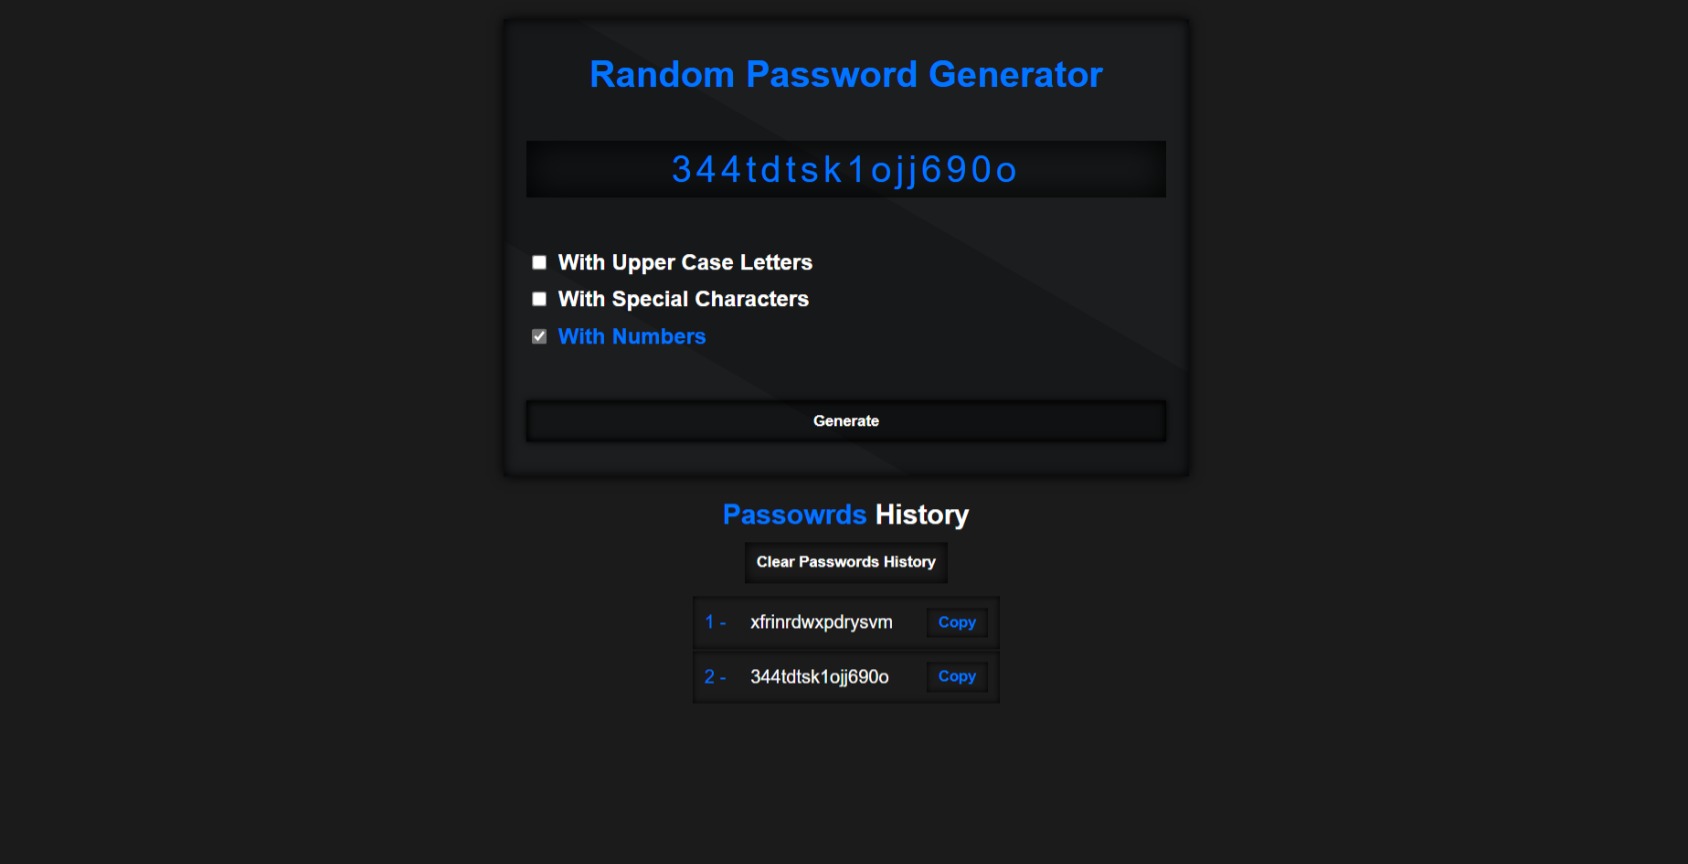 Random Password Generator
344tdtsk1ojj690o
With Upper Case Letters
With Special Characters
With Numbers
Generate
Passowrds History
Clear Passwords History
1 - xfrinrdwxpdrysvm Copy
2 - 344tdtsk1ojj690o Copy